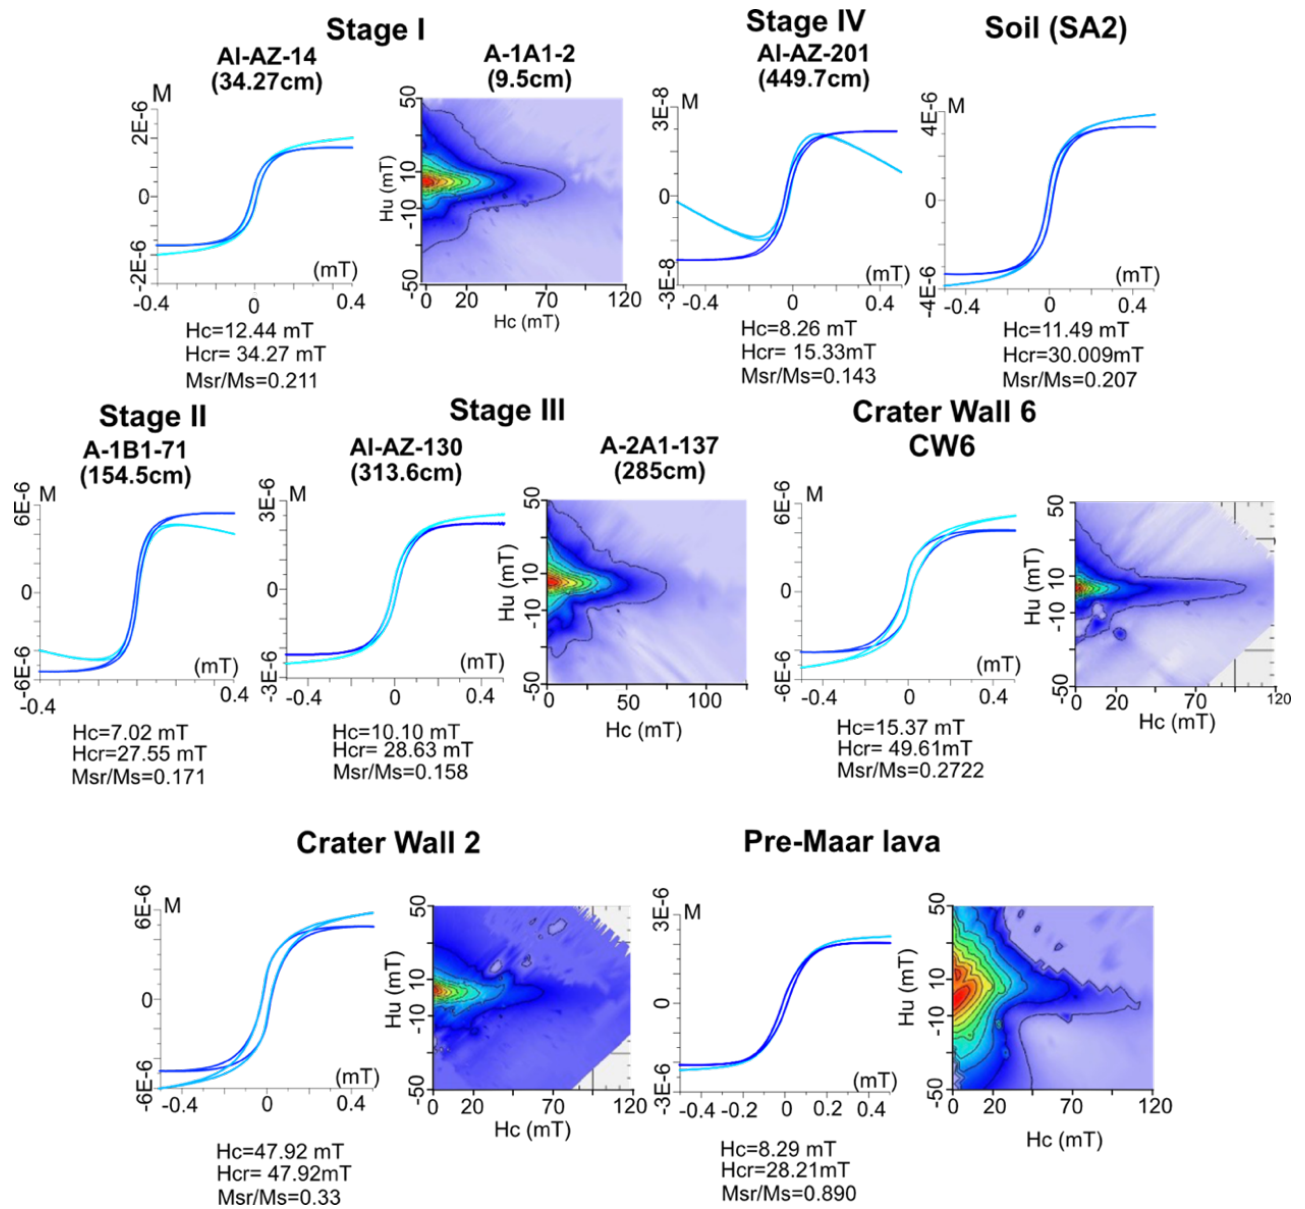 Stage I
Al-AZ-14
(34.27cm)
A-1A1-2
(9.5cm)
M
2E-6
0
-2E-6
(mT)
-0.4
0
0.4
Hc=12.44 mT
Hcr= 34.27 mT
Msr/Ms=0.211
50
10
-10
-50
Hu (mT)
0
20
70
120
Hc (mT)
Stage IV
Al-AZ-201
(449.7cm)
M
3E-8
0
-3E-8
-0.4
0
0.4
Hc=8.26 mT
Hcr= 15.33mT
Msr/Ms=0.143
Soil (SA2)
4E-6
0
-4E-6
-0.4
0
0.4
Hc=11.49 mT
Hcr=30.009mT
Msr/Ms=0.207
Stage II
A-1B1-71
(154.5cm)
M
6E-6
0
-6E-6
(mT)
-0.4
0.4
Hc=7.02 mT
Hcr=27.55 mT
Msr/Ms=0.171
Stage III
Al-AZ-130
(313.6cm)
A-2A1-137
(285cm)
M
3E-6
0
-3E-6
(mT)
-0.4
0
0.4
Hc=10.10 mT
Hcr= 28.63 mT
Msr/Ms=0.158
50
10
-10
-50
Hu (mT)
0
50
100
Hc (mT)
Crater Wall 6
CW6
M
6E-6
0
-6E-6
(mT)
-0.4
0
0.4
Hc=15.37 mT
Hcr= 49.61mT
Msr/Ms=0.2722
50
10
-10
-50
Hu (mT)
0
20
70
120
Hc (mT)
Crater Wall 2
M
6E-6
0
-6E-6
(mT)
-0.4
0
0.4
Hc=47.92 mT
Hcr= 47.92mT
Msr/Ms=0.33
50
10
-10
-50
Hu (mT)
0
20
70
120
Hc (mT)
Pre-Maar lava
M
3E-6
0
-3E-6
(mT)
-0.4
-0.2
0
0.2
0.4
Hc=8.29 mT
Hcr=28.21mT
Msr/Ms=0.890
50
10
-10
-50
Hu (mT)
0
20
70
120
Hc (mT)